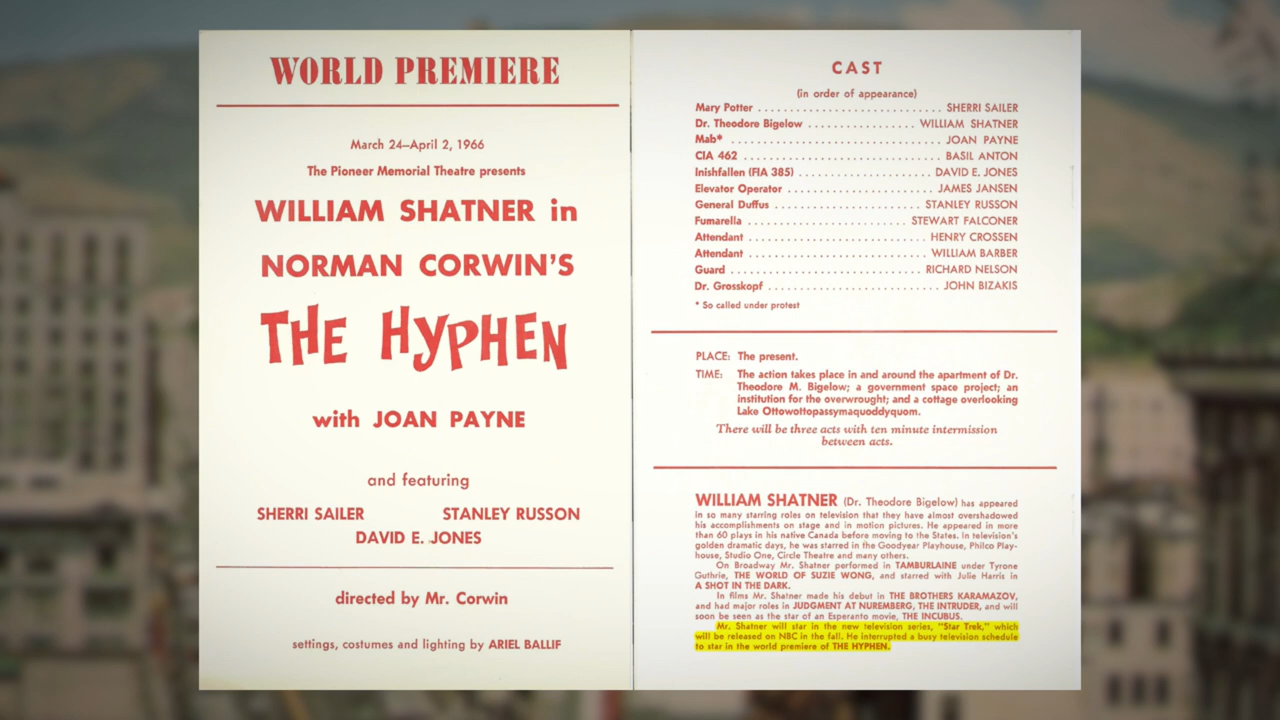 WORLD PREMIERE
March 24–April 2, 1966
The Pioneer Memorial Theatre presents
WILLIAM SHATNER in
NORMAN CORWIN'S
THE HYPHEN
with JOAN PAYNE
and featuring
SHERRI SAILER STANLEY RUSSON
DAVID E. JONES
directed by Mr. Corwin
settings, costumes and lighting by ARIEL BALLIF
CAST
(in order of appearance)
Mary Potter . . . . . . . . . . . . . . . . . . . . . . . . . SHERRI SAILER
Dr. Theodore Bigelow . . . . . . . . . . . . . . WILLIAM SHATNER
Mab* . . . . . . . . . . . . . . . . . . . . . . . . . . . . . . JOAN PAYNE
CIA 462 . . . . . . . . . . . . . . . . . . . . . . . . . . . BASIL ANTON
Inishfallen (FIA 385) . . . . . . . . . . . . . . . . . DAVID E. JONES
Elevator Operator . . . . . . . . . . . . . . . . . . . JAMES JANSEN
General Duffus . . . . . . . . . . . . . . . . . . . STANLEY RUSSON
Fumarella . . . . . . . . . . . . . . . . . . . . . STEWART FALCONER
Attendant . . . . . . . . . . . . . . . . . . . . . . . . HENRY CROSSEN
Attendant . . . . . . . . . . . . . . . . . . . . . . . . WILLIAM BARBER
Guard . . . . . . . . . . . . . . . . . . . . . . . . . . RICHARD NELSON
Dr. Grosskopf . . . . . . . . . . . . . . . . . . . . . . . JOHN BIZAKIS
* So called under protest
PLACE: The present.
TIME: The action takes place in and around the apartment of Dr.
Theodore M. Bigelow; a government space project; an
institution for the overwrought; and a cottage overlooking
Lake Ottowottopassymaquoddyquom.
There will be three acts with ten minute intermission
between acts.
WILLIAM SHATNER (Dr. Theodore Bigelow) has appeared
in so many starring roles on television that they have almost overshadowed
his accomplishments on stage and in motion pictures. He appeared in more
than 60 plays in his native Canada before moving to the States. In television's
golden dramatic days, he was starred in the Goodyear Playhouse, Philco Play-
house, Studio One, Circle Theatre and many others.
On Broadway Mr. Shatner performed in TAMBURLAINE under Tyrone
Guthrie, THE WORLD OF SUZIE WONG, and starred with Julie Harris in
A SHOT IN THE DARK.
In films Mr. Shatner made his debut in THE BROTHERS KARAMAZOV,
and had major roles in JUDGMENT AT NUREMBERG, THE INTRUDER, and will
soon be seen as the star of an Esperanto movie, THE INCUBUS.
Mr. Shatner will star in the new television series, "Star Trek," which
will be released on NBC in the fall. He interrupted a busy television schedule
to star in the world premiere of THE HYPHEN.